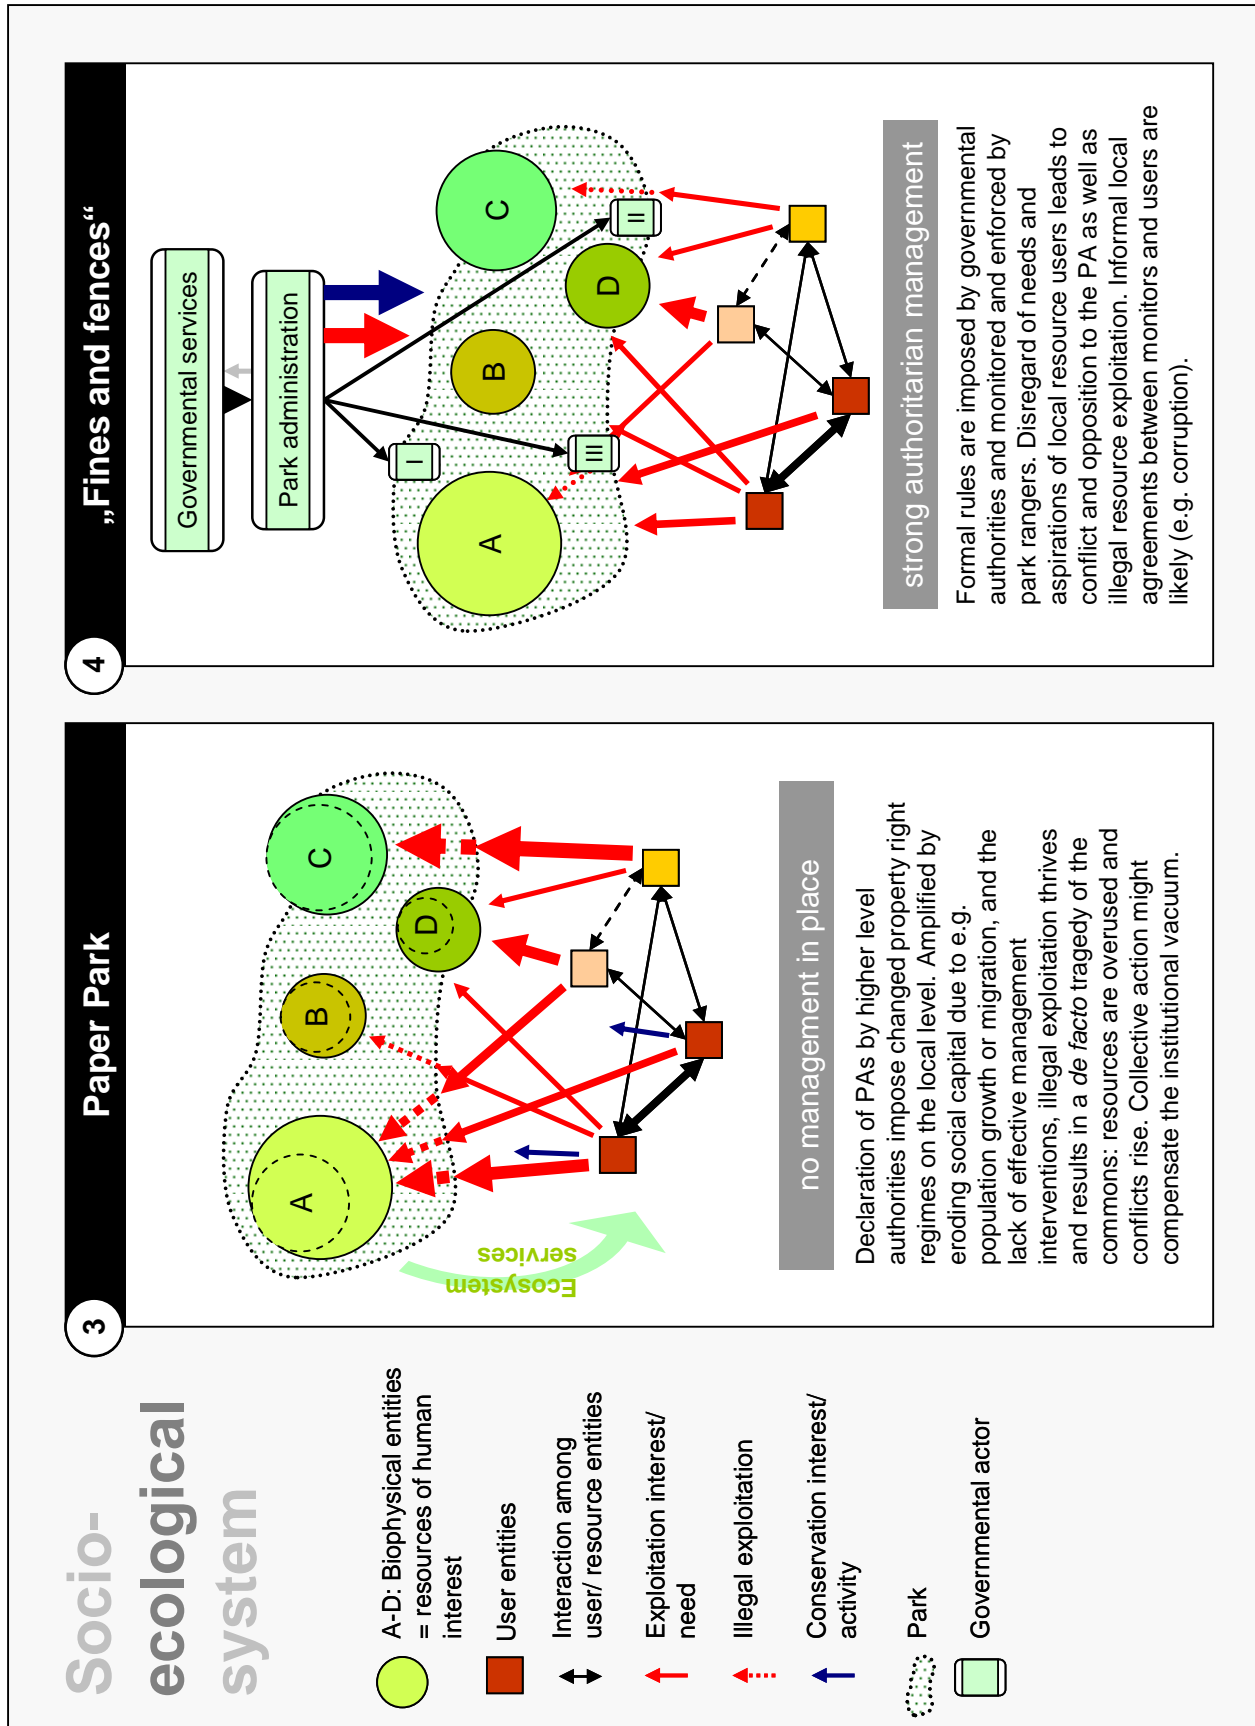 Socio-
ecological
system
A-D: Biophysical entities
= resources of human
interest
User entities
Interaction among
user/ resource entities
Exploitation interest/
need
Illegal exploitation
Conservation interest/
activity
Park
Governmental actor
3
Paper Park
A
B
C
D
Ecosystem
services
no management in place
Declaration of PAs by higher level
authorities impose changed property right
regimes on the local level. Amplified by
eroding social capital due to e.g.
population growth or migration, and the
lack of effective management
interventions, illegal exploitation thrives
and results in a de facto tragedy of the
commons: resources are overused and
conflicts rise. Collective action might
compensate the institutional vacuum.
4
„Fines and fences“
Governmental services
Park administration
I
II
III
A
B
C
D
strong authoritarian management
Formal rules are imposed by governmental
authorities and monitored and enforced by
park rangers. Disregard of needs and
aspirations of local resource users leads to
conflict and opposition to the PA as well as
illegal resource exploitation. Informal local
agreements between monitors and users are
likely (e.g. corruption).